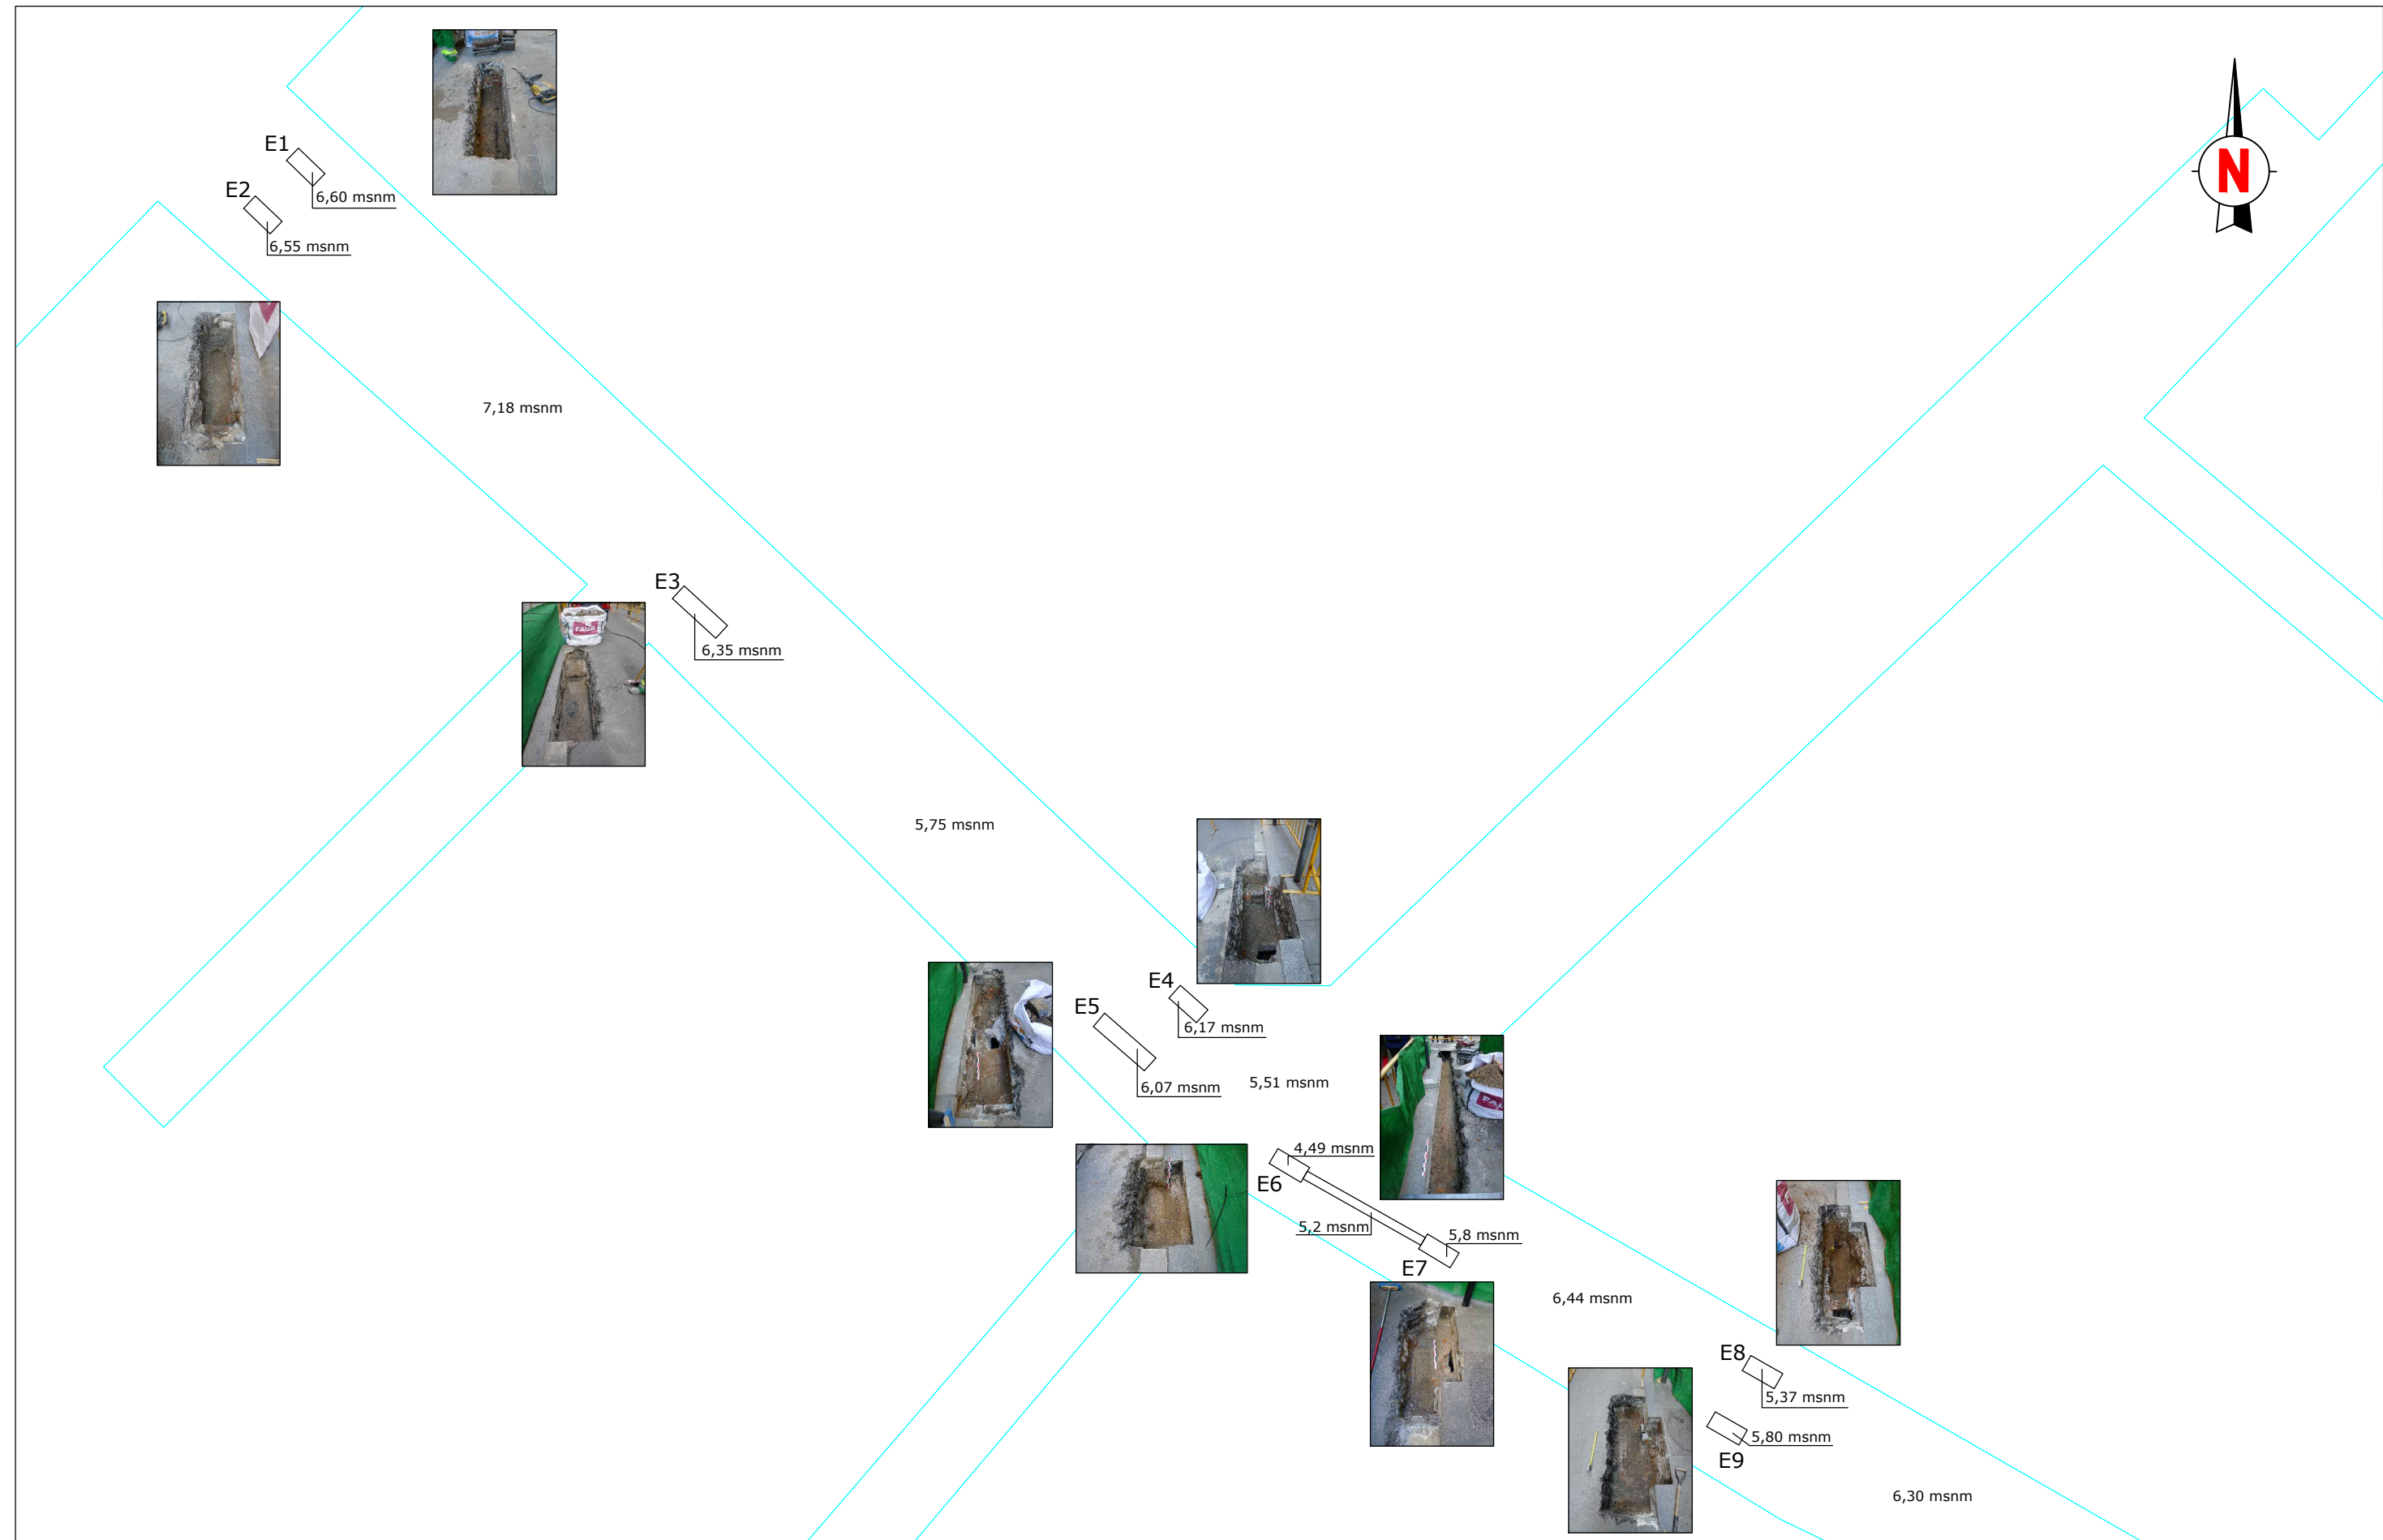 E1
6,60 msnm
E2
6,55 msnm
N
7,18 msnm
E3
6,35 msnm
FAUR
5,75 msnm
E4
6,17 msnm
E5
6,07 msnm
5,51 msnm
4,49 msnm
E6
5,2 msnm
5,8 msnm
E7
6,44 msnm
E8
5,37 msnm
5,80 msnm
E9
6,30 msnm